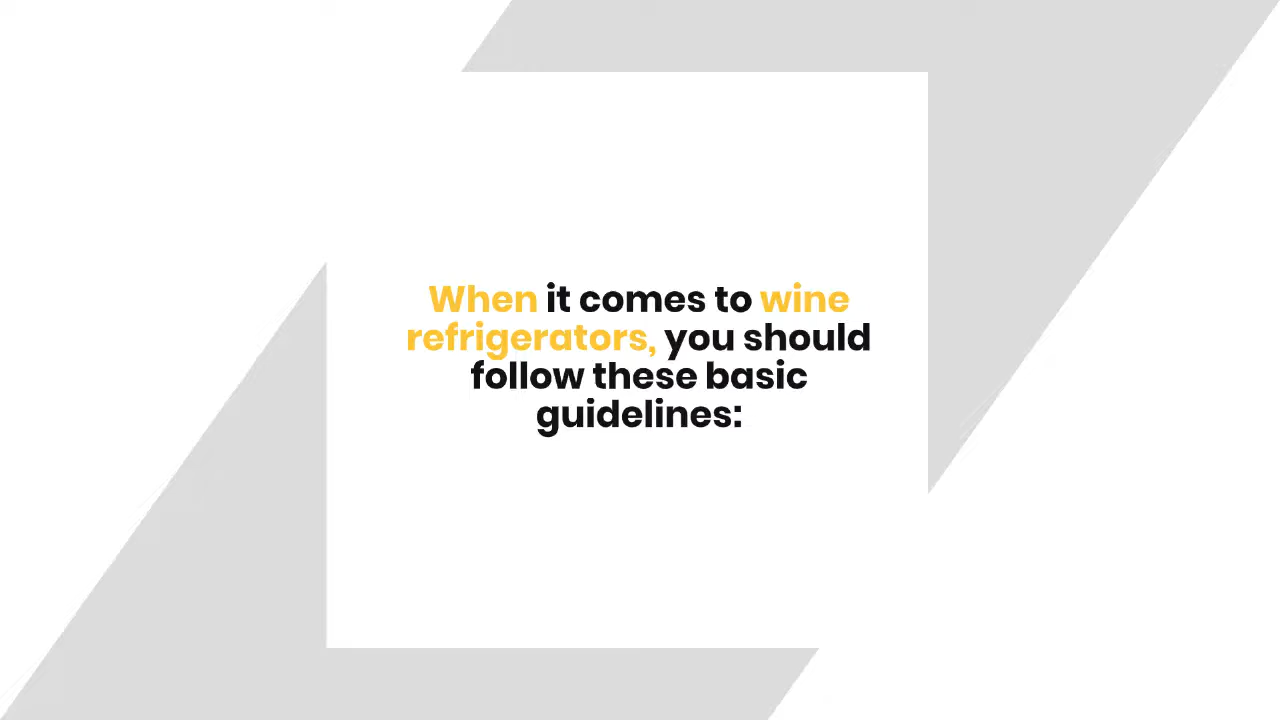 When it comes to wine
refrigerators, you should
follow these basic
guidelines: